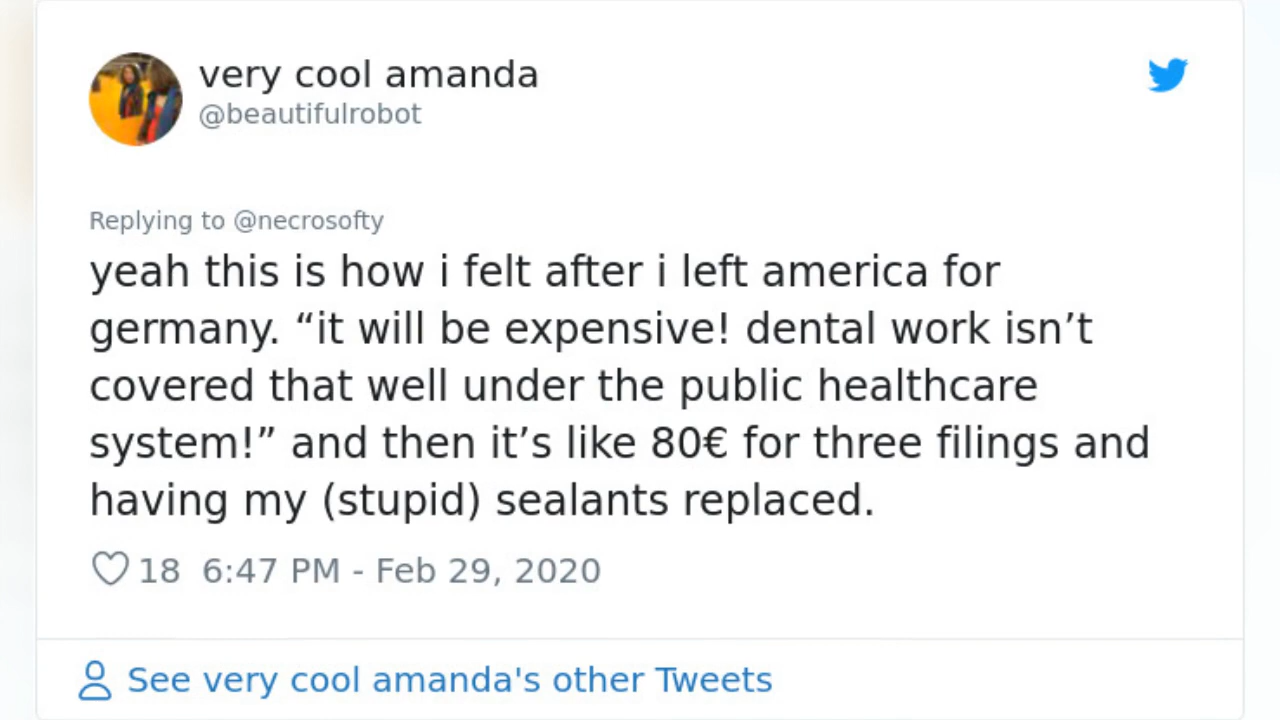 very cool amanda
@beautifulrobot
Replying to @necrosofty
yeah this is how i felt after i left america for
germany. “it will be expensive! dental work isn’t
covered that well under the public healthcare
system!” and then it’s like 80€ for three filings and
having my (stupid) sealants replaced.
18 6:47 PM - Feb 29, 2020
See very cool amanda's other Tweets